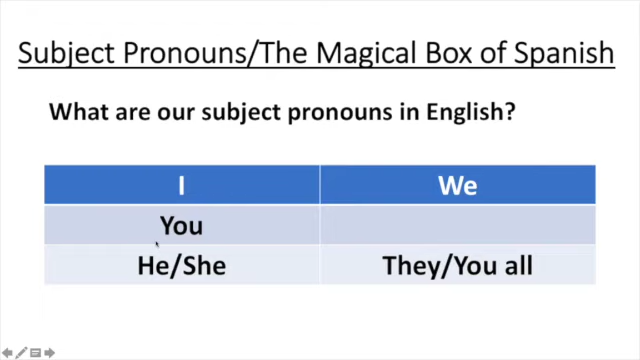 Subject Pronouns/The Magical Box of Spanish
What are our subject pronouns in English?
I We
You
He/She They/You all